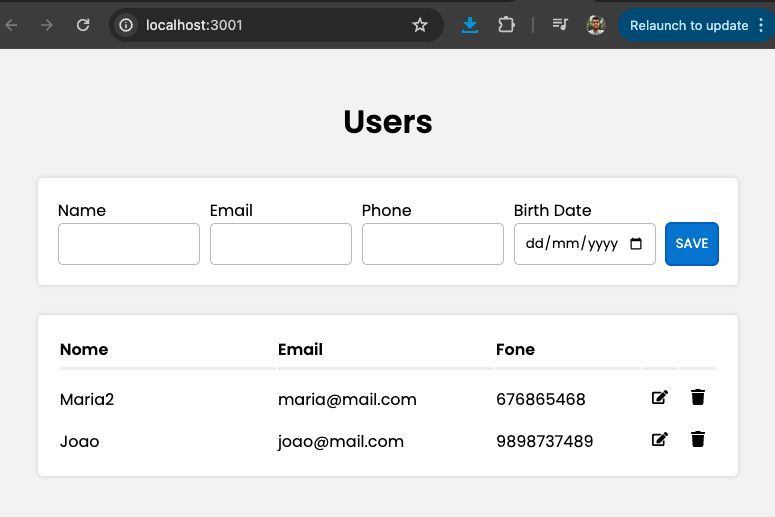 localhost:3001
Relaunch to update
Users
Name Email Phone Birth Date
dd/mm/yyyy SAVE
Nome Email Fone
Maria2 maria@mail.com 676865468
Joao joao@mail.com 9898737489